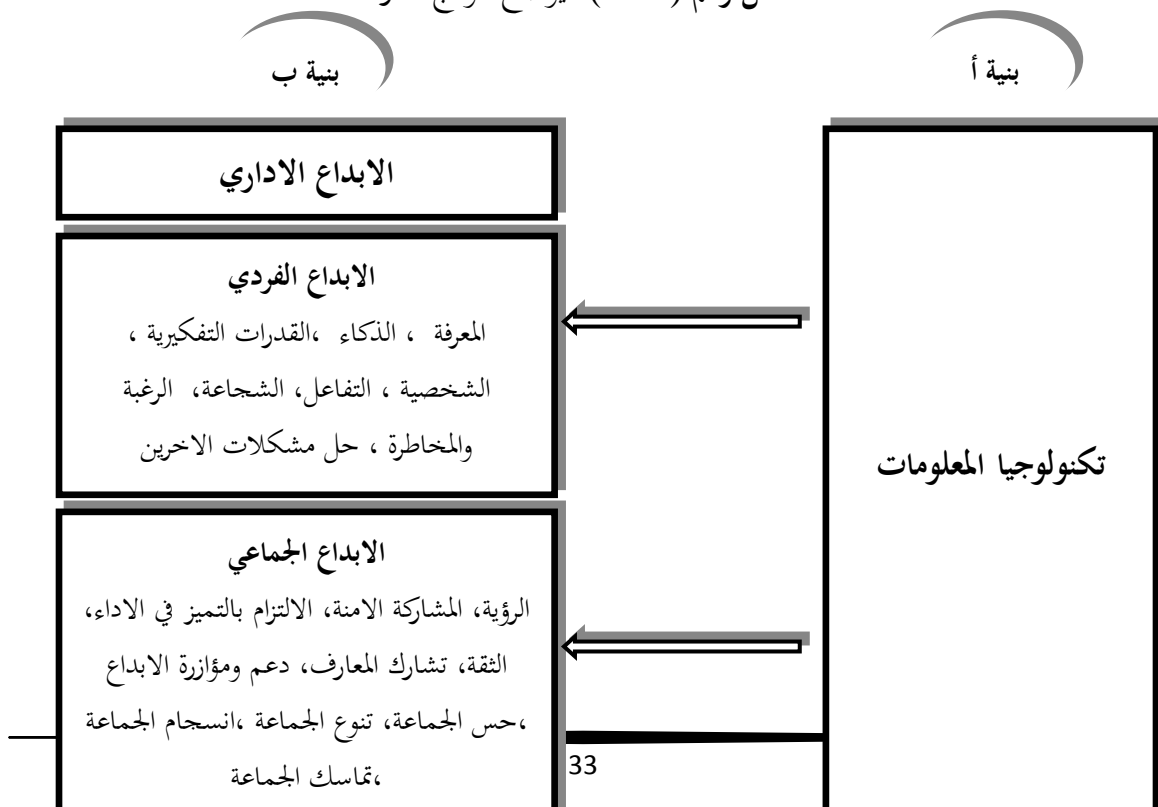 بنية أ
بنية ب
تكنولوجيا المعلومات
الابداع الاداري
الابداع الفردي
المعرفة ، الذكاء ،القدرات التفكيرية ،
الشخصية ، التفاعل، الشجاعة، الرغبة
والمخاطرة ، حل مشكلات الاخرين
الابداع الجماعي
الرؤية، المشاركة الامنة، الالتزام بالتميز في الاداء،
الثقة، تشارك المعارف، دعم ومؤازرة الابداع
،حس الجماعة، تنوع الجماعة ،انسجام الجماعة
،تماسك الجماعة
33